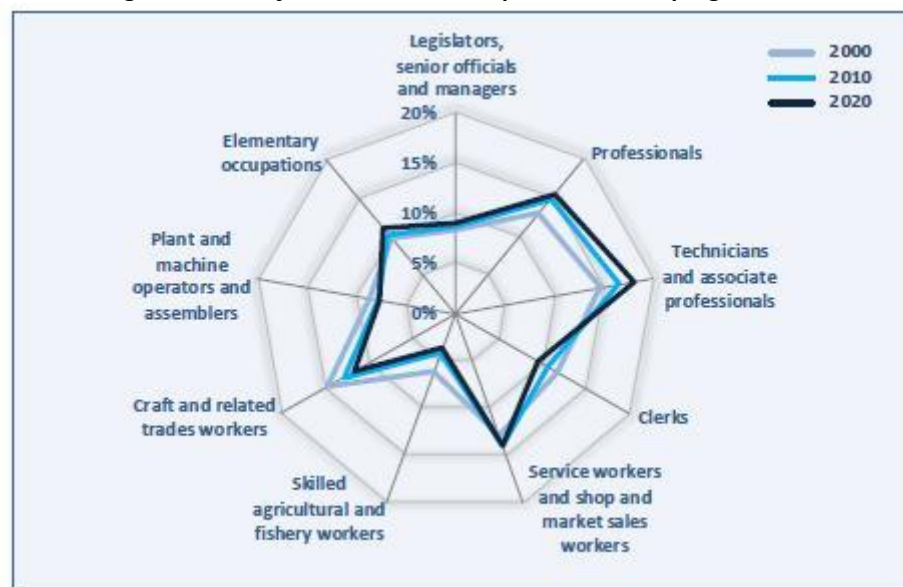 Legislators,
senior officials
and managers
2000
2010
2020
20%
15%
10%
5%
0%
Professionals
Technicians
and associate
professionals
Clerks
Service workers
and shop and
market sales
workers
Skilled
agricultural and
fishery workers
Craft and related
trades workers
Plant and
machine
operators and
assemblers
Elementary
occupations